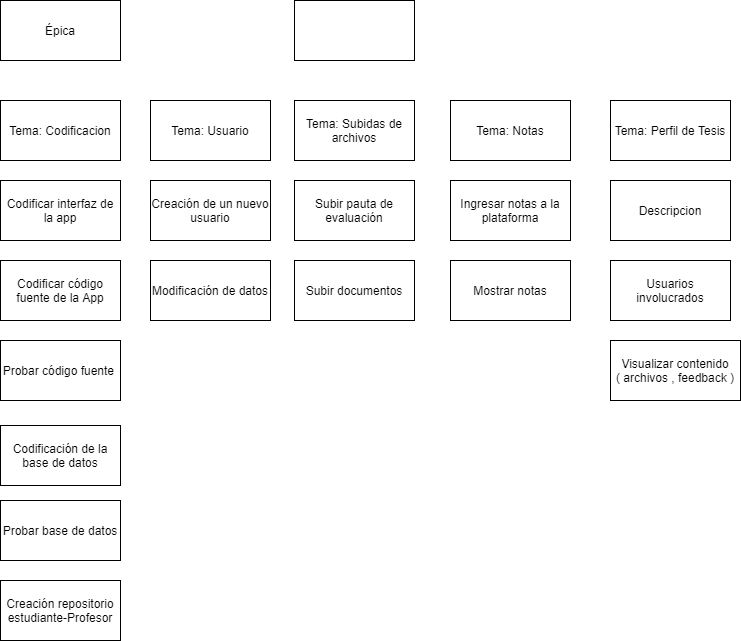 Épica
Tema: Codificacion
Tema: Usuario
Tema: Subidas de
archivos
Tema: Notas
Tema: Perfil de Tesis
Codificar interfaz de
la app
Creación de un nuevo
usuario
Subir pauta de
evaluación
Ingresar notas a la
plataforma
Descripcion
Codificar código
fuente de la App
Modificación de datos
Subir documentos
Mostrar notas
Usuarios
involucrados
Probar código fuente
Visualizar contenido
( archivos , feedback )
Codificación de la
base de datos
Probar base de datos
Creación repositorio
estudiante-Profesor